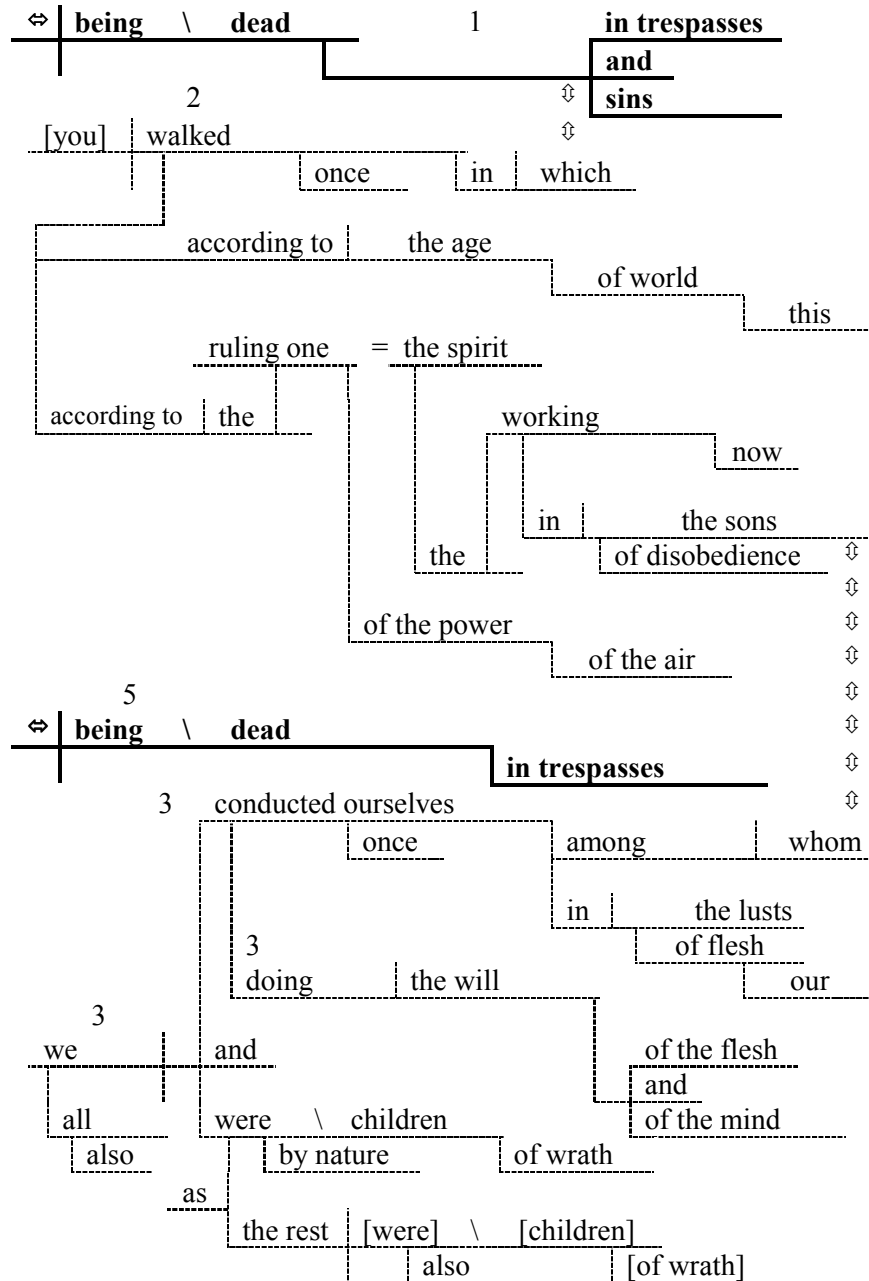 ⇔ being \ dead 1 in trespasses
and
2 ⇳ sins
[you] walked ⇳
once in which
according to the age
of world
this
ruling one = the spirit
according to the working
now
in the sons
the of disobedience ⇳
⇳
of the power ⇳
of the air ⇳
5 ⇳
⇔ being \ dead ⇳
in trespasses ⇳
3 conducted ourselves ⇳
once among whom
in the lusts
3 of flesh
doing the will our
3
we and of the flesh
and
all were \ children of the mind
also by nature of wrath
as
the rest [were] \ [children]
also [of wrath]